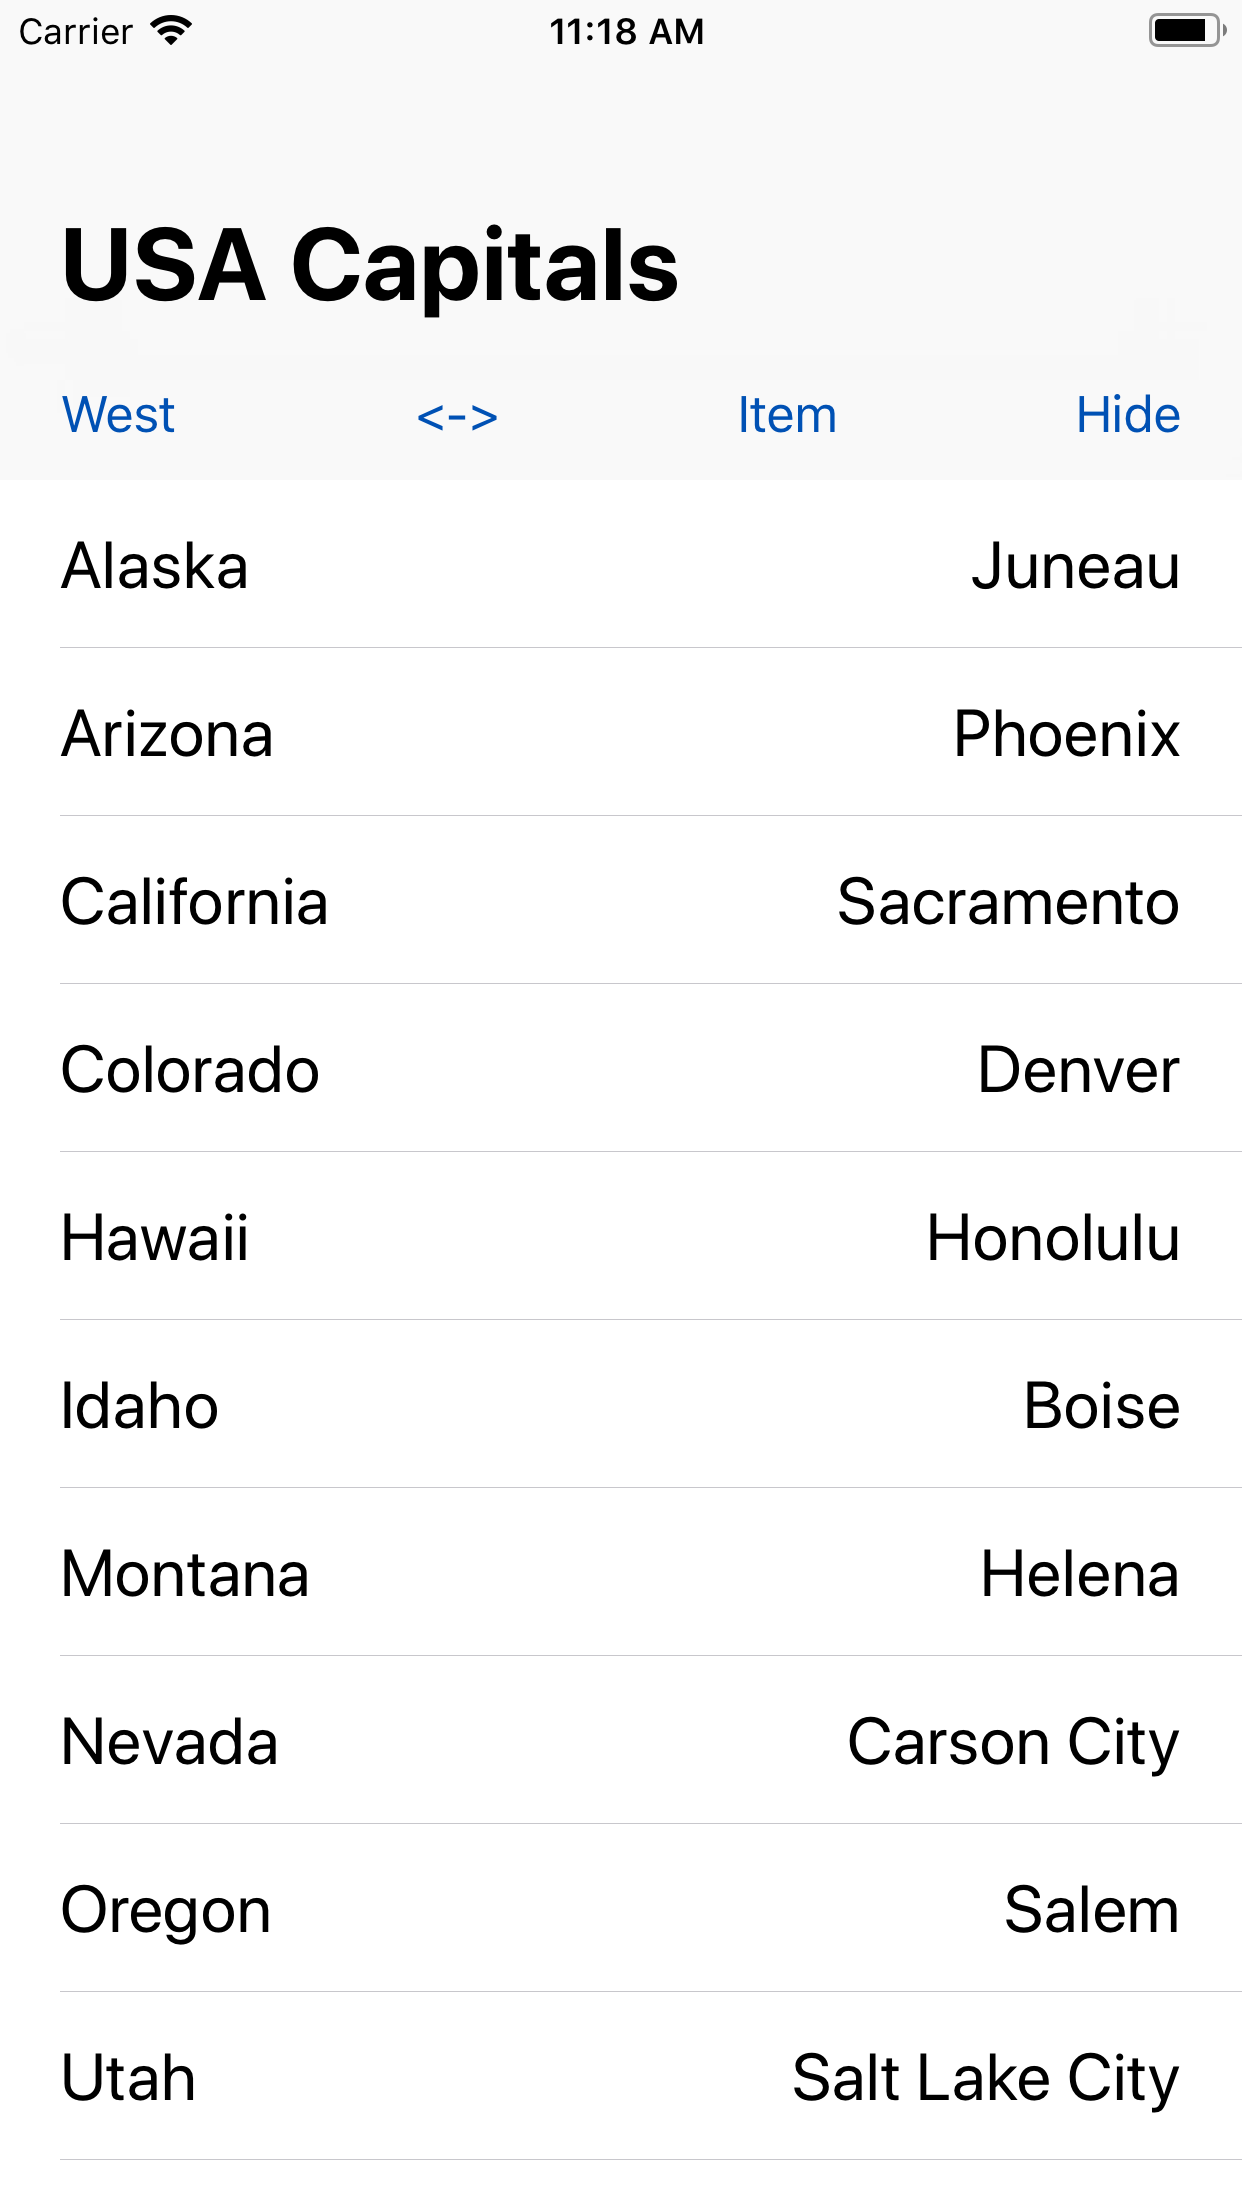 Carrier 11:18 AM
USA Capitals
West <-> Item Hide
Alaska Juneau
Arizona Phoenix
California Sacramento
Colorado Denver
Hawaii Honolulu
Idaho Boise
Montana Helena
Nevada Carson City
Oregon Salem
Utah Salt Lake City